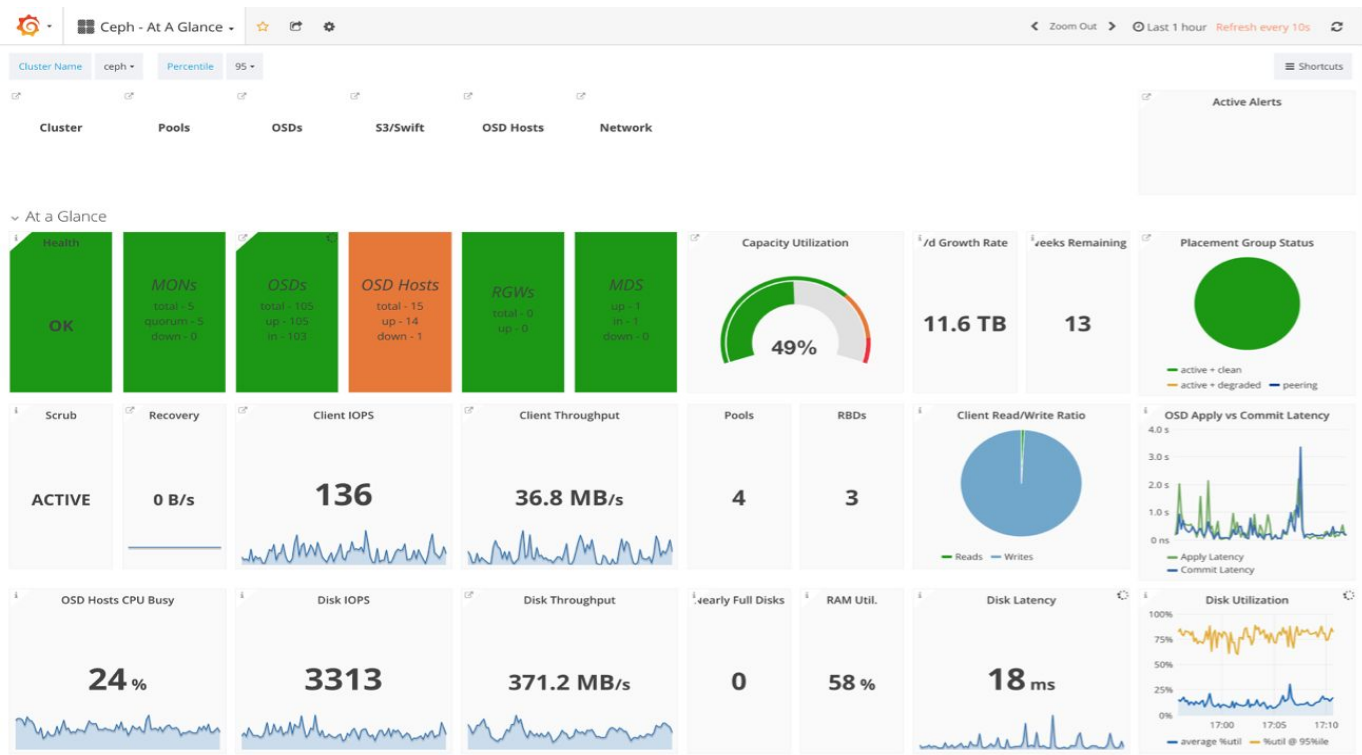 Ceph - At A Glance
Zoom Out
Last 1 hour Refresh every 10s
Cluster Name ceph Percentile 95
Shortcuts
Cluster
Pools
OSDs
S3/Swift
OSD Hosts
Network
Active Alerts
At a Glance
Health
OK
MONs
total - 5
quorum - 5
down - 0
OSDs
total - 105
up - 105
in - 103
OSD Hosts
total - 15
up - 14
down - 1
RGWs
total - 0
up - 0
MDS
up - 1
in - 1
down - 0
Capacity Utilization
49%
/d Growth Rate
11.6 TB
eeks Remaining
13
Placement Group Status
active + clean
active + degraded peering
Scrub
ACTIVE
Recovery
0 B/s
Client IOPS
136
Client Throughput
36.8 MB/s
Pools
4
RBDs
3
Client Read/Write Ratio
Reads Writes
OSD Apply vs Commit Latency
4.0 s
3.0 s
2.0 s
1.0 s
0 ns
Apply Latency
Commit Latency
OSD Hosts CPU Busy
24 %
Disk IOPS
3313
Disk Throughput
371.2 MB/s
early Full Disks
0
RAM Util.
58 %
Disk Latency
18 ms
Disk Utilization
100%
75%
50%
25%
0%
17:00 17:05 17:10
average %util %util @ 95%ile